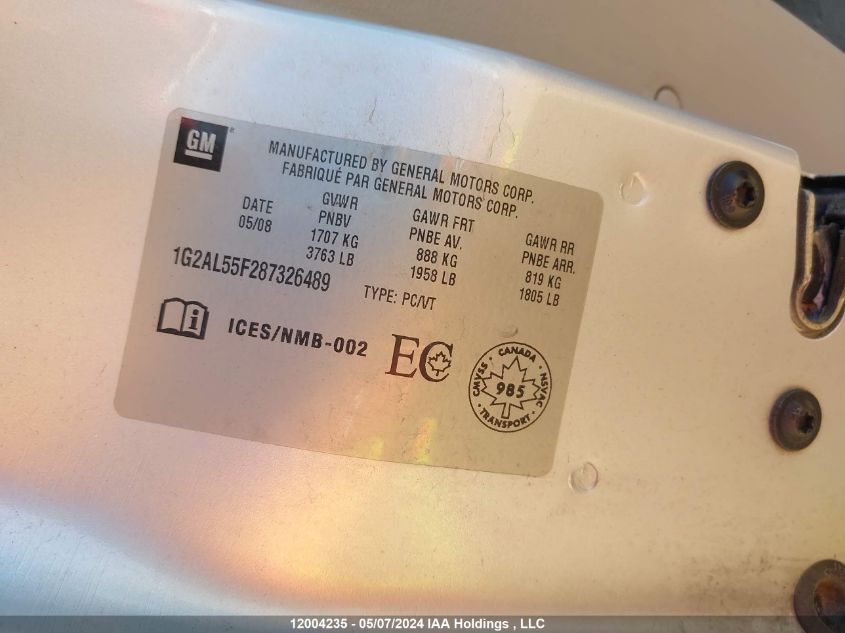 GM
MANUFACTURED BY GENERAL MOTORS CORP.
FABRIQUÉ PAR GENERAL MOTORS CORP.
DATE GVWR GAWR FRT GAWR RR
05/08 PNBV PNBE AV. PNBE ARR.
1707 KG 888 KG 819 KG
3763 LB 1958 LB 1805 LB
1G2AL55F287326489 TYPE: PC/VT
ICES/NMB-002 EC
CMVSS · CANADA · NSVAC
985
· TRANSPORT ·
12004235 - 05/07/2024 IAA Holdings , LLC